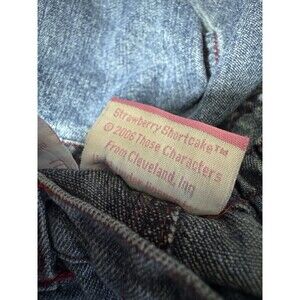 Strawberry Shortcake™
© 2006 Those Characters
From Cleveland, Inc